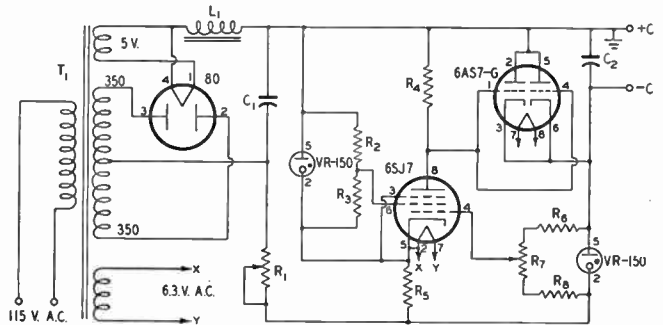 L1
+C
5 V.
4 1 80
T1
350
3 2
C1
R4
6AS7-G
2 5
1 4
3 7 8 6
C2
-C
5
VR-150
2
R2
R3
6SJ7
8
3
6
4
5 2 7
X Y
R6
R7
R8
5
VR-150
2
350
R1
R5
X
6.3.V. A.C.
Y
115 V. A.C.